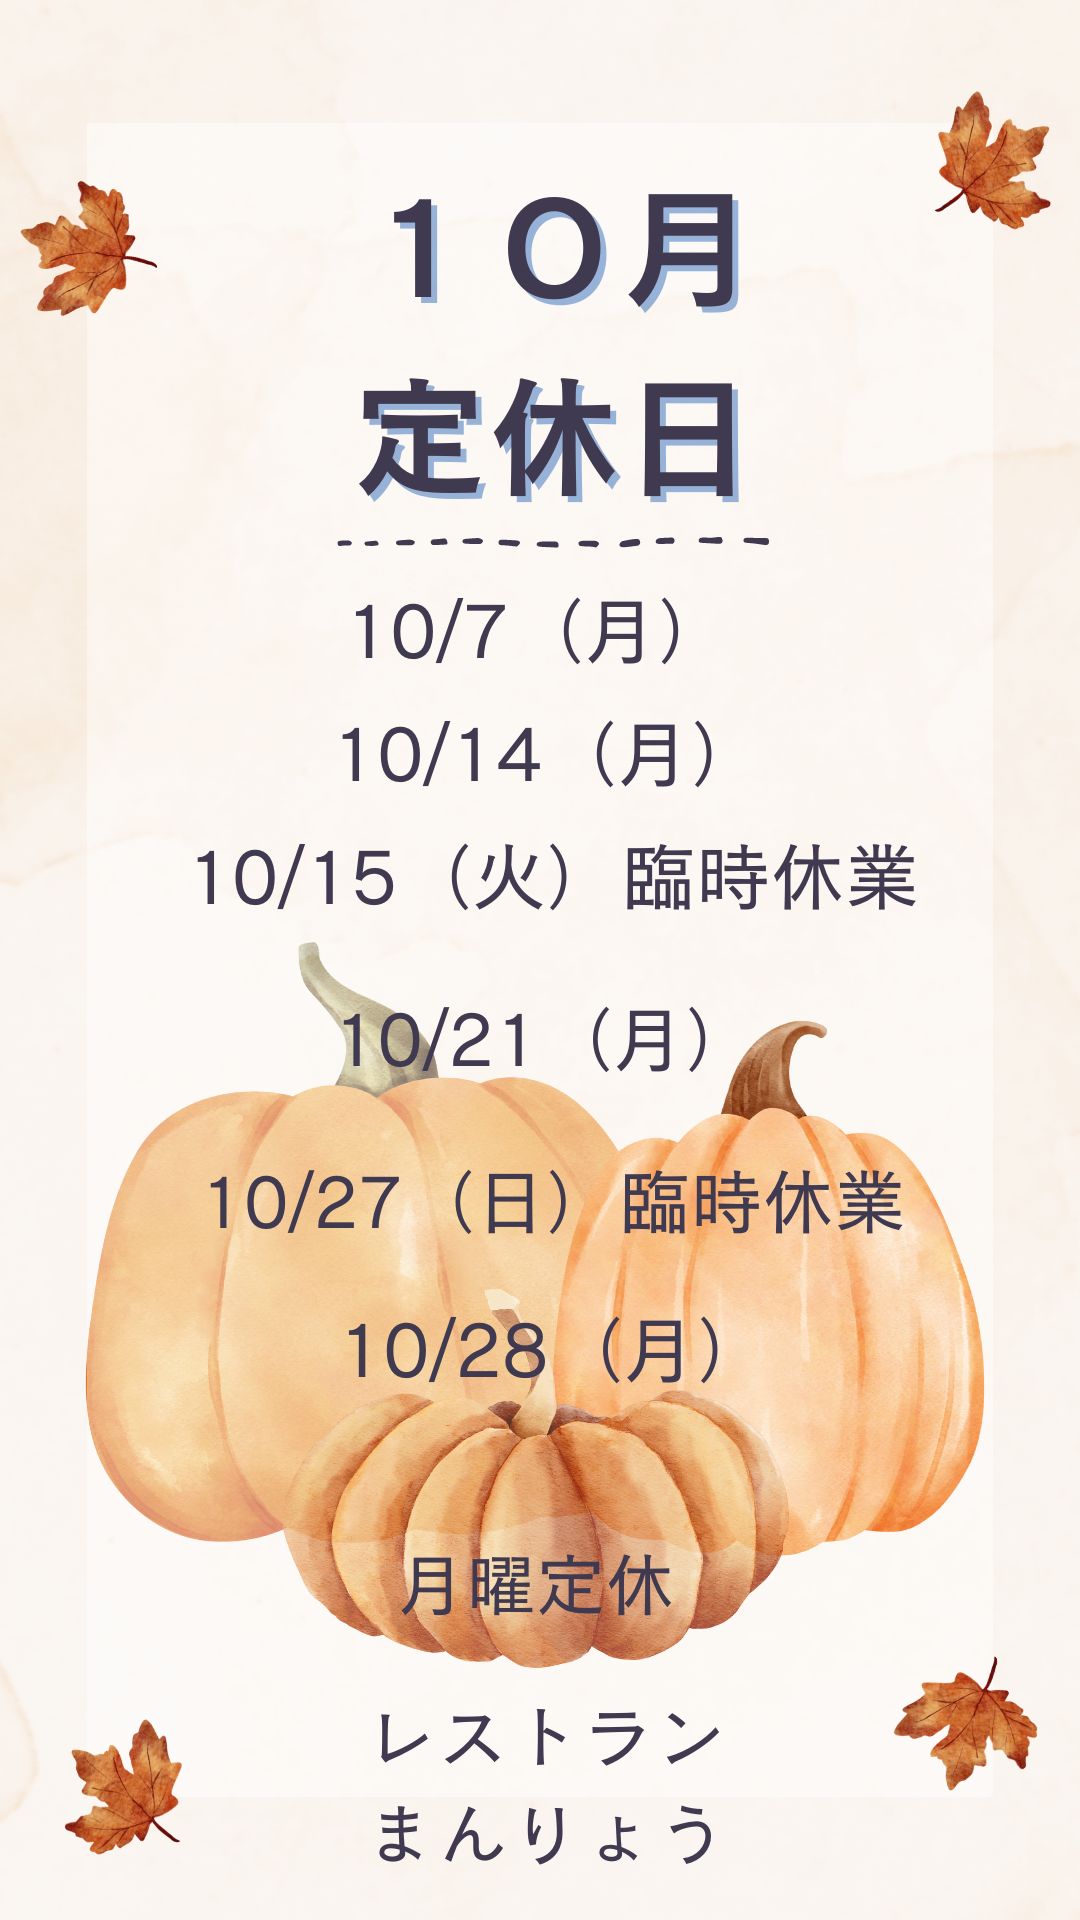 １０月
定休日
10/7（月）
10/14（月）
10/15（火）臨時休業
10/21（月）
10/27（日）臨時休業
10/28（月）
月曜定休
レストラン
まんりょう